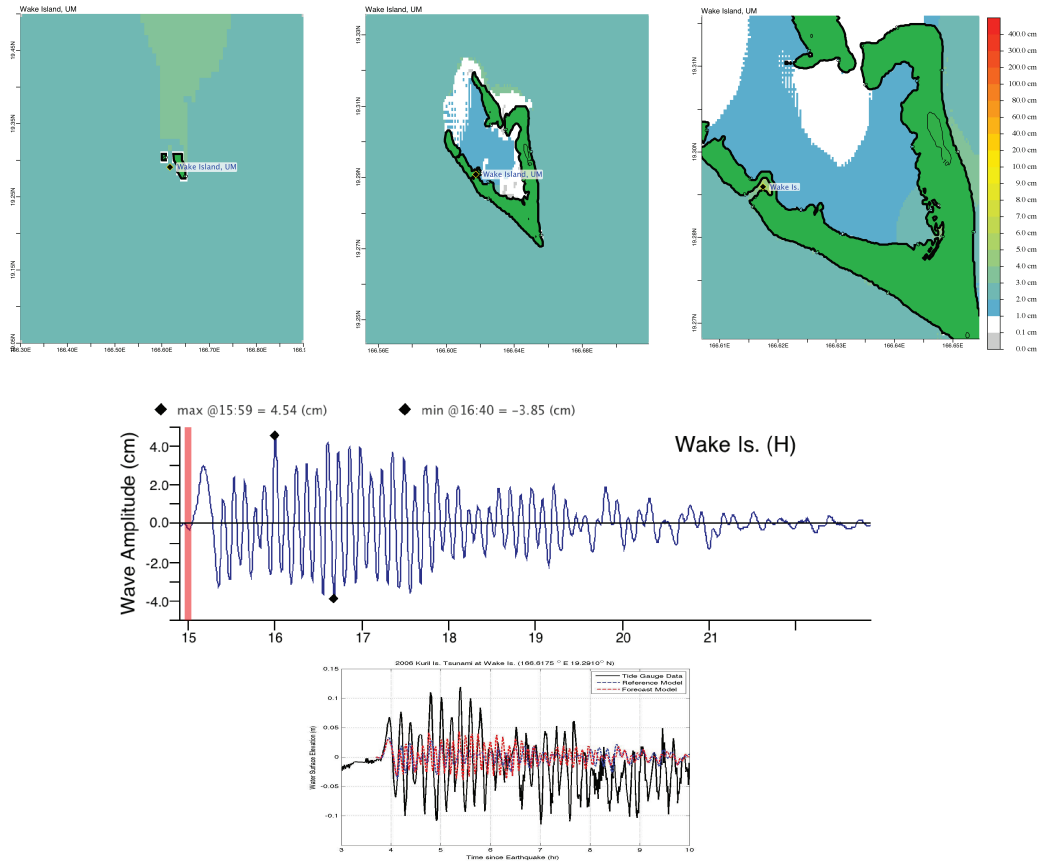 Wake Island, UM
19.45N
19.35N
19.25N
19.15N
19.05N
Wake Island, UM
166.30E
166.40E
166.50E
166.60E
166.70E
166.80E
166.1
Wake Island, UM
19.33N
19.31N
19.29N
19.27N
19.25N
Wake Island, UM
166.56E
166.60E
166.64E
166.68E
Wake Island, UM
19.31N
19.30N
19.28N
19.27N
Wake Is.
166.61E
166.62E
166.63E
166.64E
166.65E
400.0 cm
300.0 cm
200.0 cm
100.0 cm
80.0 cm
60.0 cm
40.0 cm
20.0 cm
10.0 cm
9.0 cm
8.0 cm
7.0 cm
6.0 cm
5.0 cm
4.0 cm
3.0 cm
2.0 cm
1.0 cm
0.1 cm
0.0 cm
max @15:59 = 4.54 (cm)
min @16:40 = −3.85 (cm)
Wake Is. (H)
Wave Amplitude (cm)
4.0
2.0
0.0
-2.0
-4.0
15
16
17
18
19
20
21
2006 Kuril Is. Tsunami at Wake Is. (166.6175 ° E 19.2910° N)
Tide Gauge Data
Reference Model
Forecast Model
Water Surface Elevation (m)
0.15
0.1
0.05
0
-0.05
-0.1
3
4
5
6
7
8
9
10
Time since Earthquake (hr)